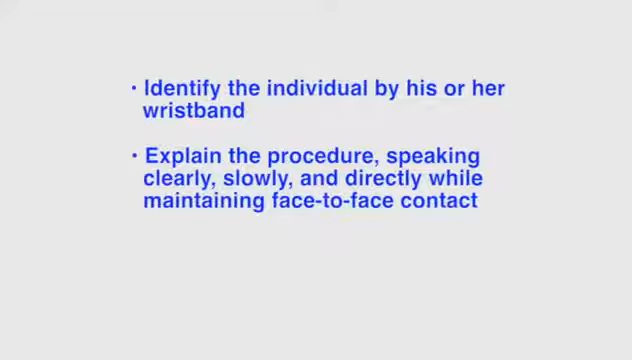 • Identify the individual by his or her
wristband
• Explain the procedure, speaking
clearly, slowly, and directly while
maintaining face-to-face contact